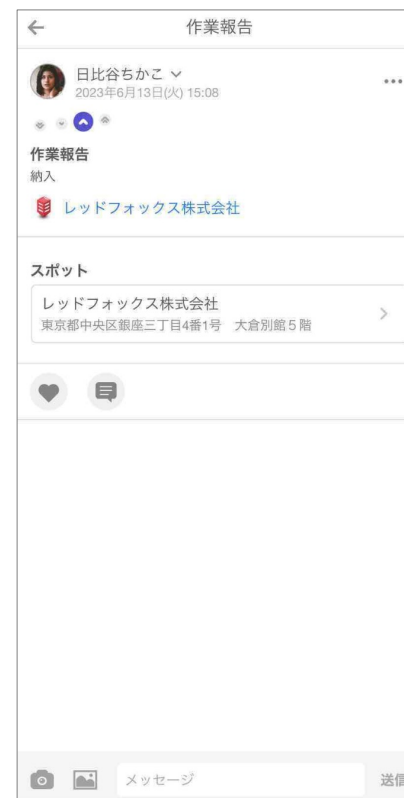 作業報告
日比谷ちかこ
2023年6月13日(火) 15:08
作業報告
納入
レッドフォックス株式会社
スポット
レッドフォックス株式会社
東京都中央区銀座三丁目4番1号　大倉別館５階
メッセージ
送信